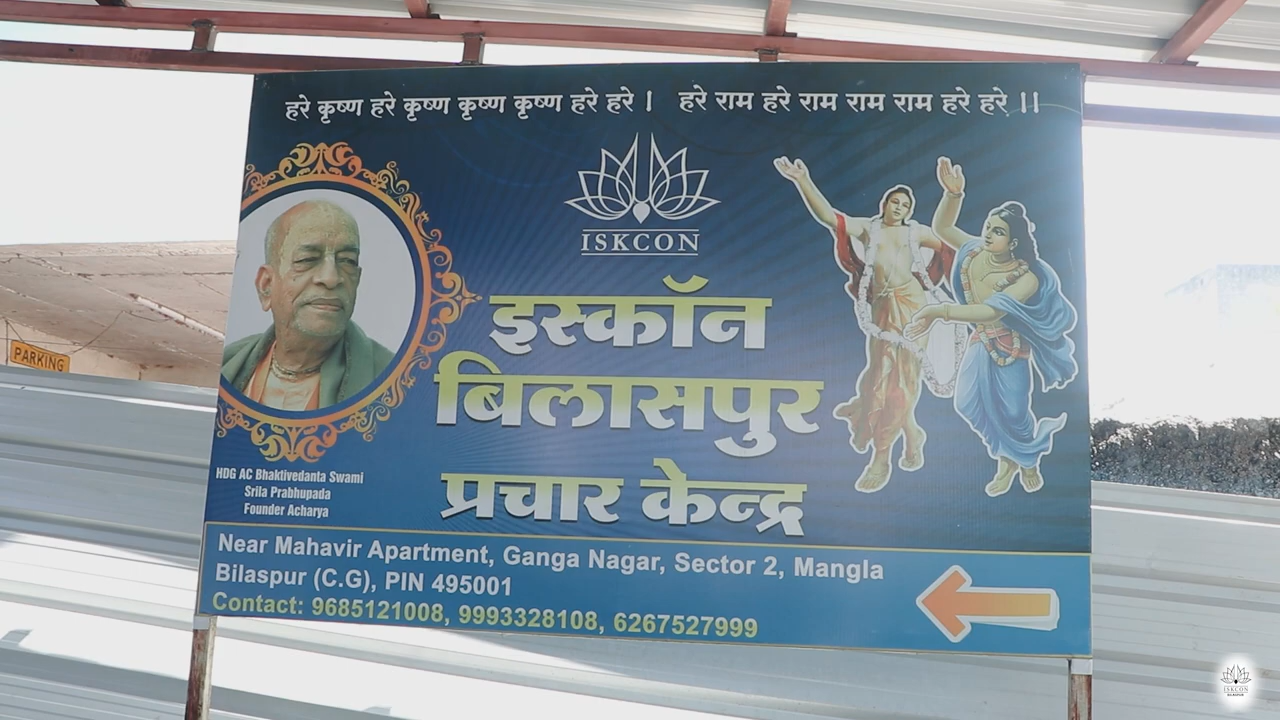 हरे कृष्ण हरे कृष्ण कृष्ण कृष्ण हरे हरे । हरे राम हरे राम राम राम हरे हरे ।।
ISKCON
इस्कॉन
बिलासपुर
प्रचार केन्द्र
PARKING
HDG AC Bhaktivedanta Swami
Srila Prabhupada
Founder Acharya
Near Mahavir Apartment, Ganga Nagar, Sector 2, Mangla
Bilaspur (C.G), PIN 495001
Contact: 9685121008, 9993328108, 6267527999
ISKCON
BILASPUR